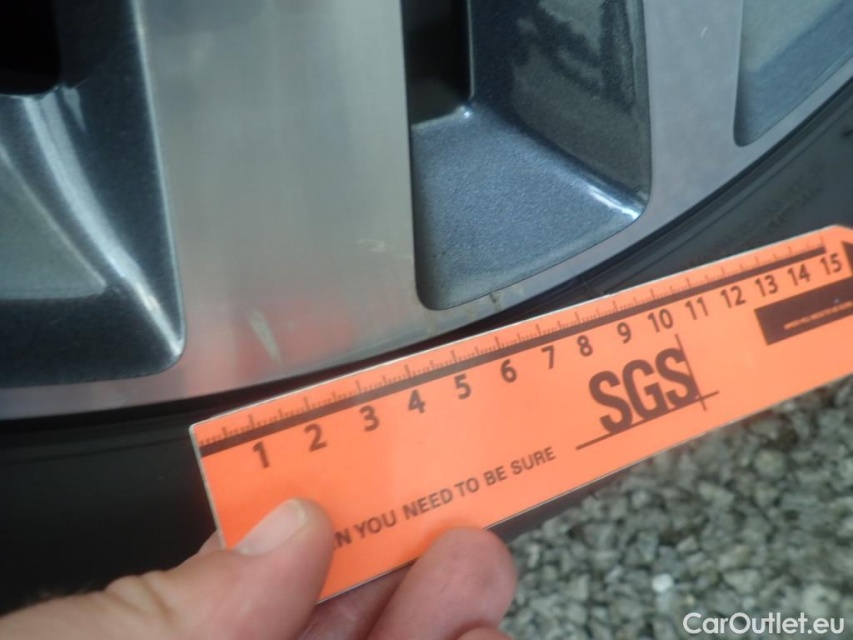 1 2 3 4 5 6 7 8 9 10 11 12 13 14 15
SGS
N YOU NEED TO BE SURE
CarOutlet.eu